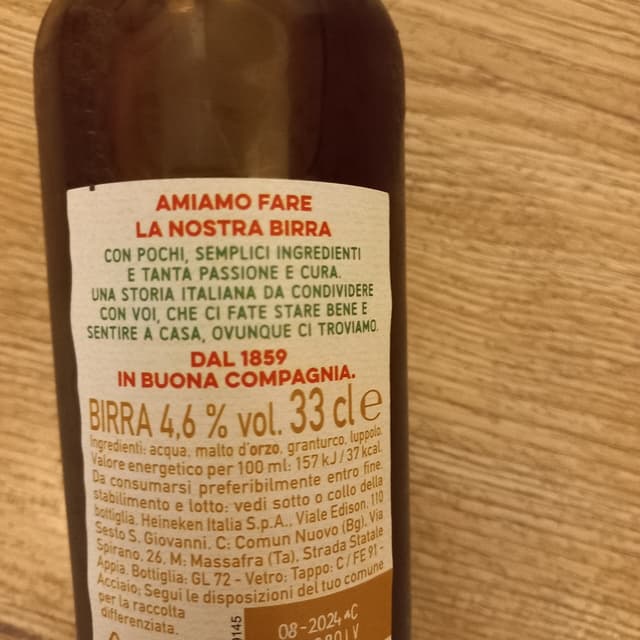 AMIAMO FARE
LA NOSTRA BIRRA
CON POCHI, SEMPLICI INGREDIENTI
E TANTA PASSIONE E CURA.
UNA STORIA ITALIANA DA CONDIVIDERE
CON VOI, CHE CI FATE STARE BENE E
SENTIRE A CASA, OVUNQUE CI TROVIAMO.
DAL 1859
IN BUONA COMPAGNIA.
BIRRA 4,6 % vol. 33 cl e
Ingredienti: acqua, malto d'orzo, granturco, luppolo.
Valore energetico per 100 ml: 157 kJ / 37 kcal.
Da consumarsi preferibilmente entro fine,
stabilimento e lotto: vedi sotto o collo della
bottiglia. Heineken Italia S.p.A., Viale Edison, 110
Sesto S. Giovanni. C: Comun Nuovo (Bg), Via
Spirano, 26. M: Massafra (Ta), Strada Statale
Appia. Bottiglia: GL 72 - Vetro; Tappo: C / FE 91 -
Acciaio; Segui le disposizioni del tuo comune
per la raccolta
differenziata.
08-2024